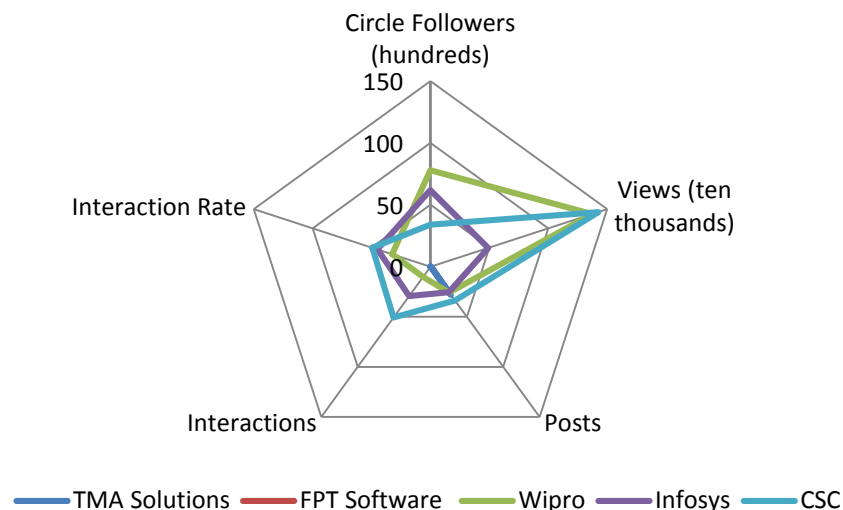 Circle Followers
(hundreds)
150
100
50
0
Views (ten
thousands)
Interaction Rate
Interactions
Posts
TMA Solutions
FPT Software
Wipro
Infosys
CSC